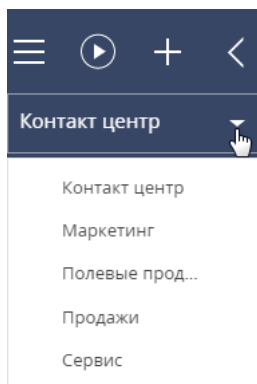 Контакт центр
Контакт центр
Маркетинг
Полевые прод...
Продажи
Сервис